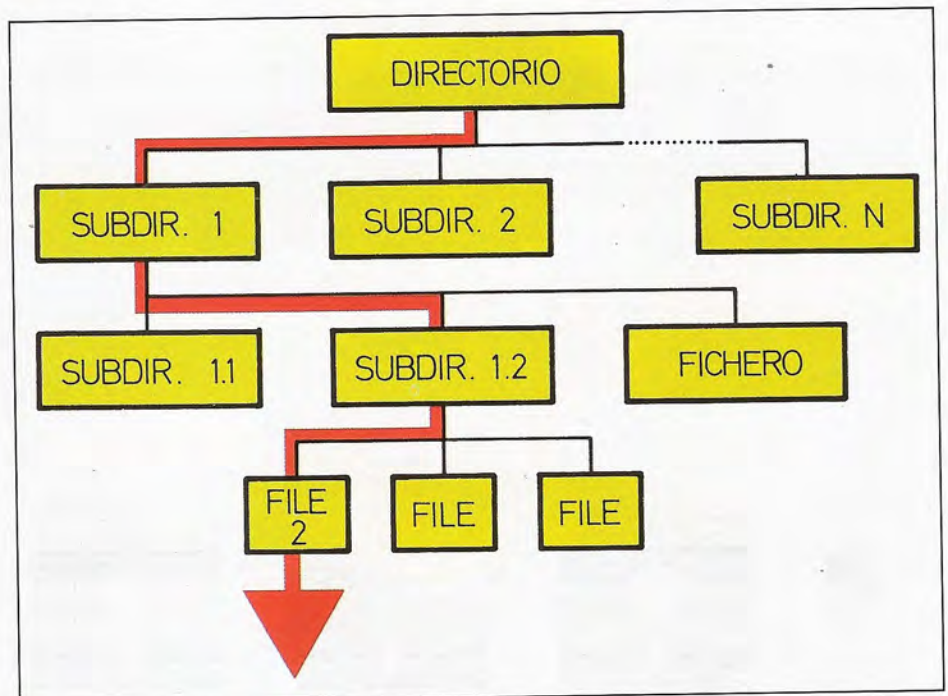 DIRECTORIO
SUBDIR. 1
SUBDIR. 2
SUBDIR. N
SUBDIR. 1.1
SUBDIR. 1.2
FICHERO
FILE
2
FILE
FILE